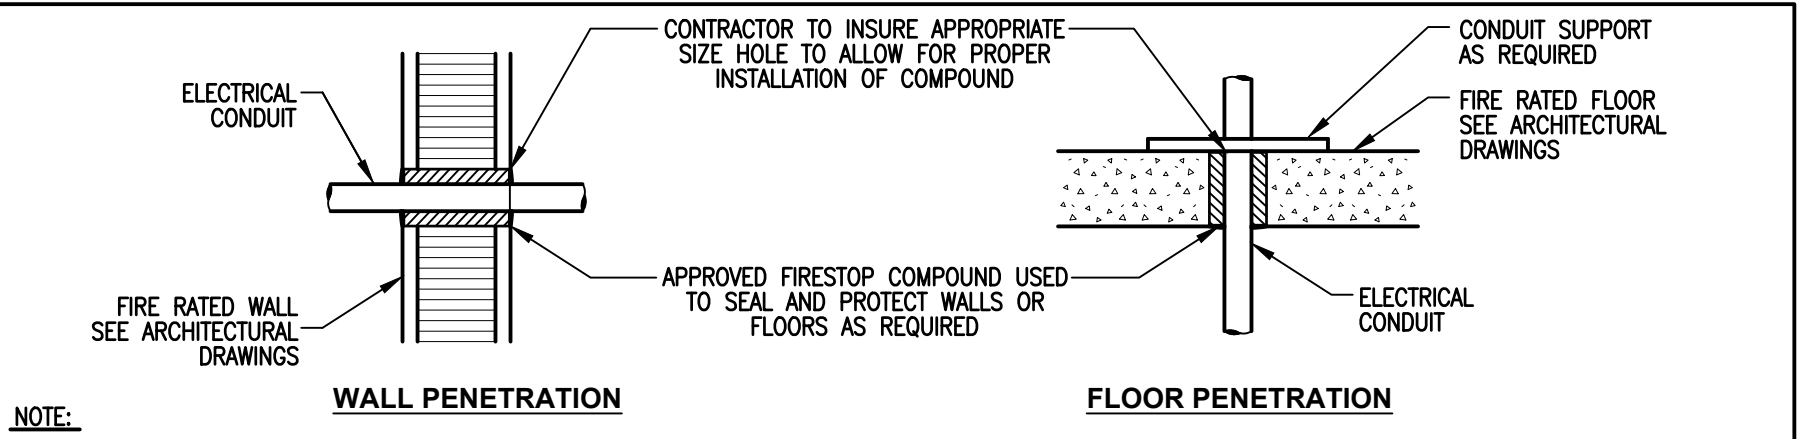 CONTRACTOR TO INSURE APPROPRIATE
SIZE HOLE TO ALLOW FOR PROPER
INSTALLATION OF COMPOUND
CONDUIT SUPPORT
AS REQUIRED
ELECTRICAL
CONDUIT
FIRE RATED FLOOR
SEE ARCHITECTURAL
DRAWINGS
APPROVED FIRESTOP COMPOUND USED
TO SEAL AND PROTECT WALLS OR
FLOORS AS REQUIRED
FIRE RATED WALL
SEE ARCHITECTURAL
DRAWINGS
ELECTRICAL
CONDUIT
WALL PENETRATION
FLOOR PENETRATION
NOTE: